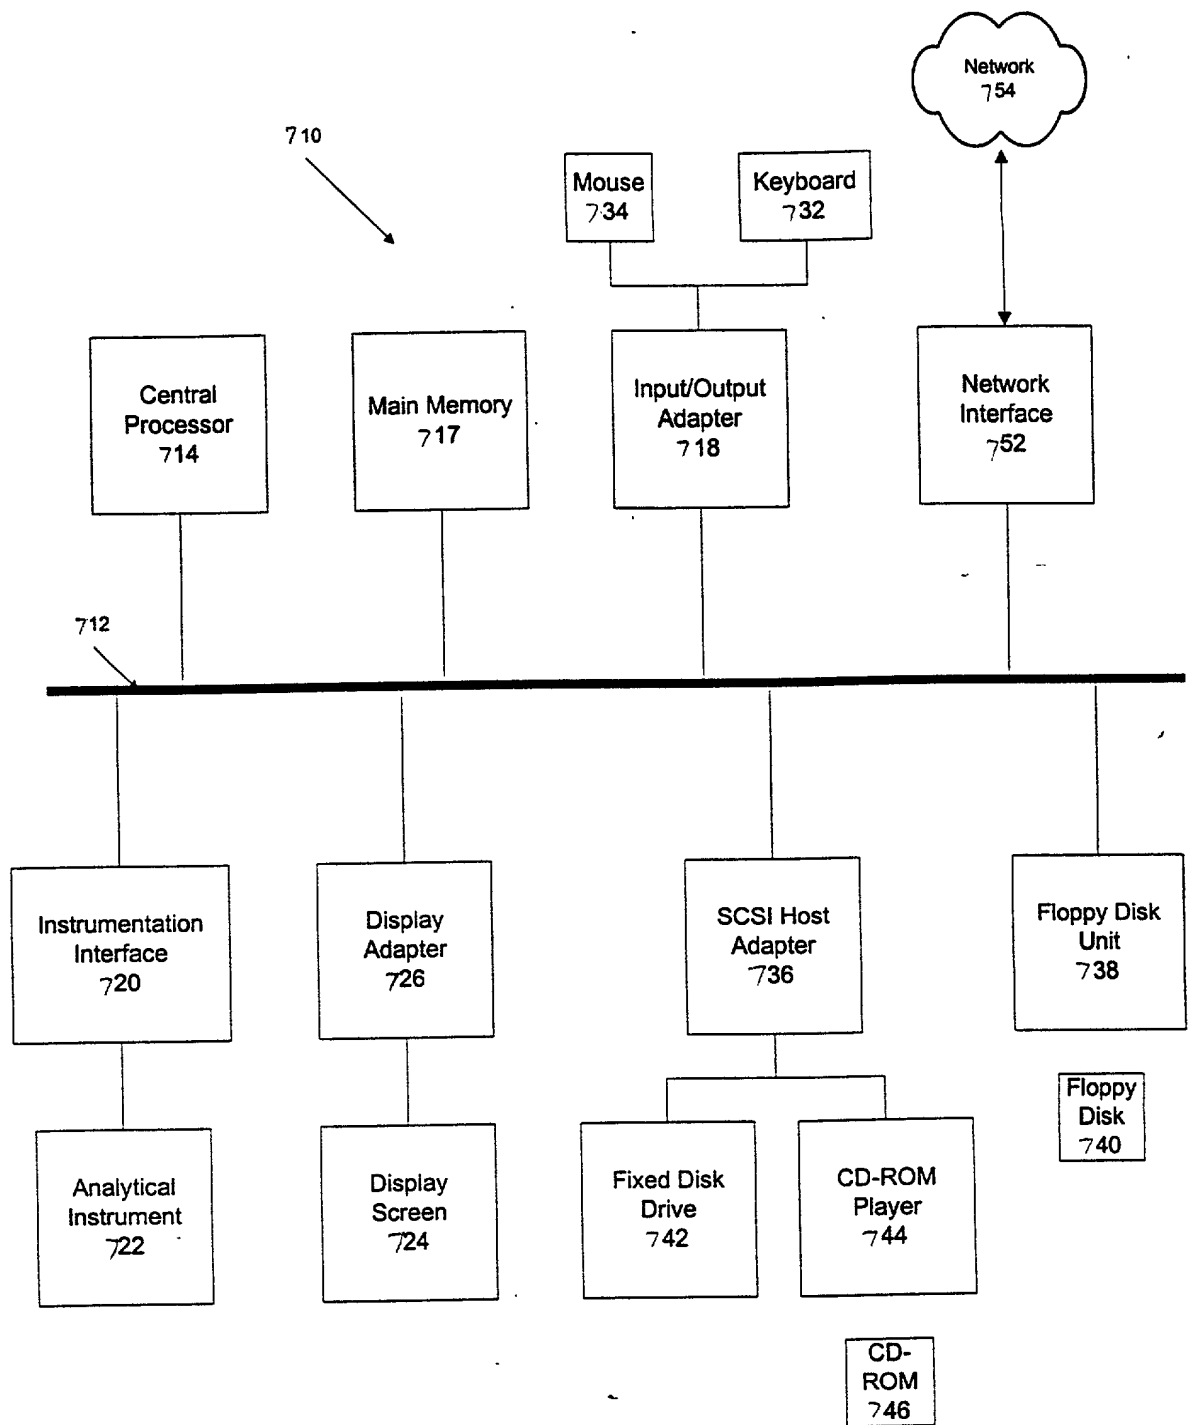 Network
754
710
Mouse
734
Keyboard
732
Central
Processor
714
Main Memory
717
Input/Output
Adapter
718
Network
Interface
752
712
Instrumentation
Interface
720
Display
Adapter
726
SCSI Host
Adapter
736
Floppy Disk
Unit
738
Floppy
Disk
740
Analytical
Instrument
722
Display
Screen
724
Fixed Disk
Drive
742
CD-ROM
Player
744
CD-
ROM
746